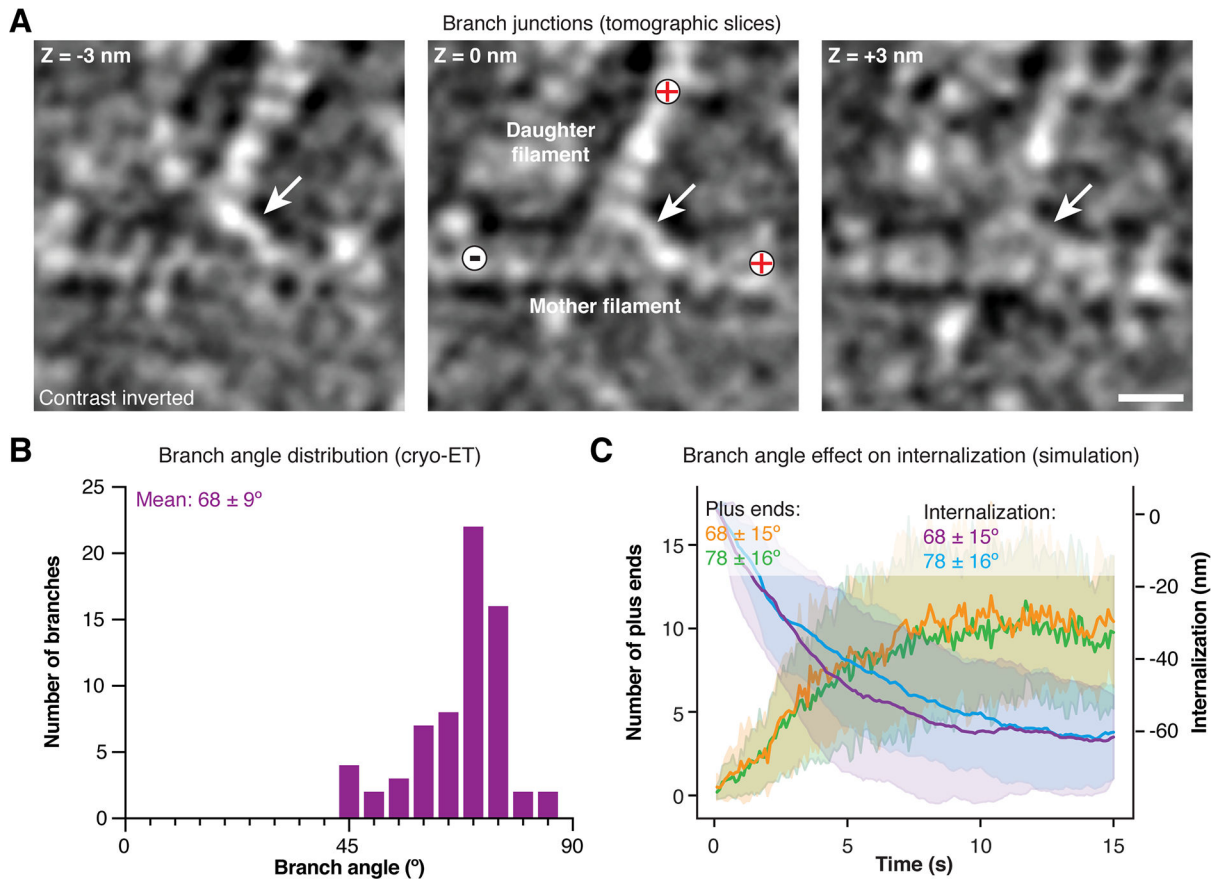 A
Branch junctions (tomographic slices)
Z = -3 nm
Z = 0 nm
Z = +3 nm
+
Daughter
filament
-
+
Mother filament
Contrast inverted
B
Branch angle distribution (cryo-ET)
Mean: 68 ± 9º
Number of branches
25
20
15
10
5
0
0
45
90
Branch angle (º)
C
Branch angle effect on internalization (simulation)
Plus ends:
68 ± 15º
78 ± 16º
Internalization:
68 ± 15º
78 ± 16º
Number of plus ends
15
10
5
0
0
-20
-40
-60
Internalization (nm)
0
5
10
15
Time (s)